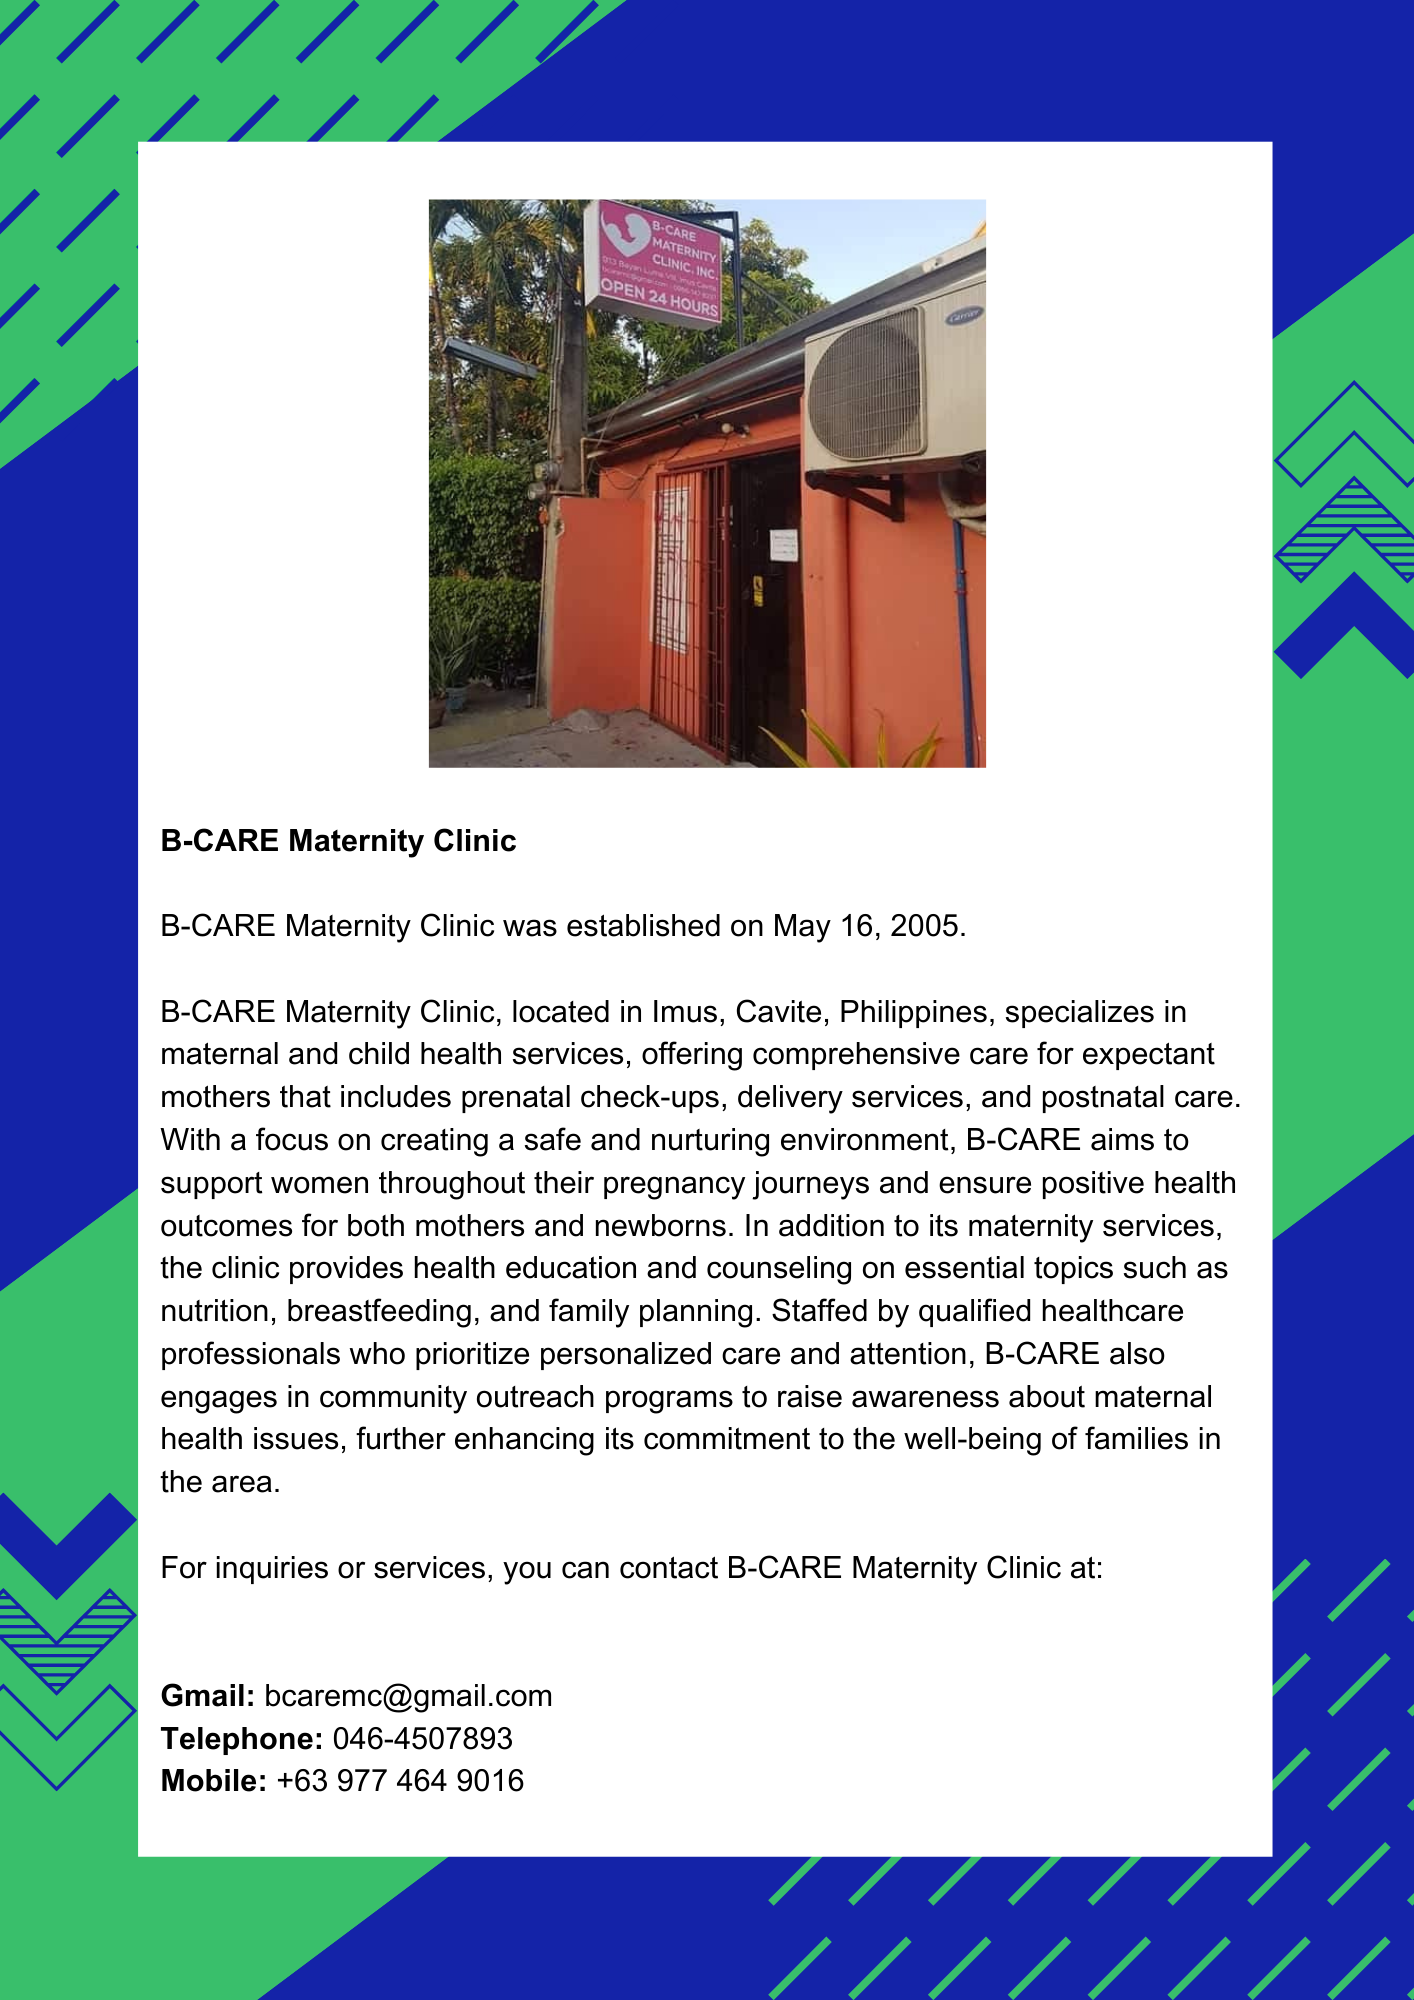 B-CARE
MATERNITY
CLINIC. INC.
OPEN 24 HOURS
Carrier
B-CARE Maternity Clinic
B-CARE Maternity Clinic was established on May 16, 2005.
B-CARE Maternity Clinic, located in Imus, Cavite, Philippines, specializes in
maternal and child health services, offering comprehensive care for expectant
mothers that includes prenatal check-ups, delivery services, and postnatal care.
With a focus on creating a safe and nurturing environment, B-CARE aims to
support women throughout their pregnancy journeys and ensure positive health
outcomes for both mothers and newborns. In addition to its maternity services,
the clinic provides health education and counseling on essential topics such as
nutrition, breastfeeding, and family planning. Staffed by qualified healthcare
professionals who prioritize personalized care and attention, B-CARE also
engages in community outreach programs to raise awareness about maternal
health issues, further enhancing its commitment to the well-being of families in
the area.
For inquiries or services, you can contact B-CARE Maternity Clinic at:
Gmail: bcaremc@gmail.com
Telephone: 046-4507893
Mobile: +63 977 464 9016